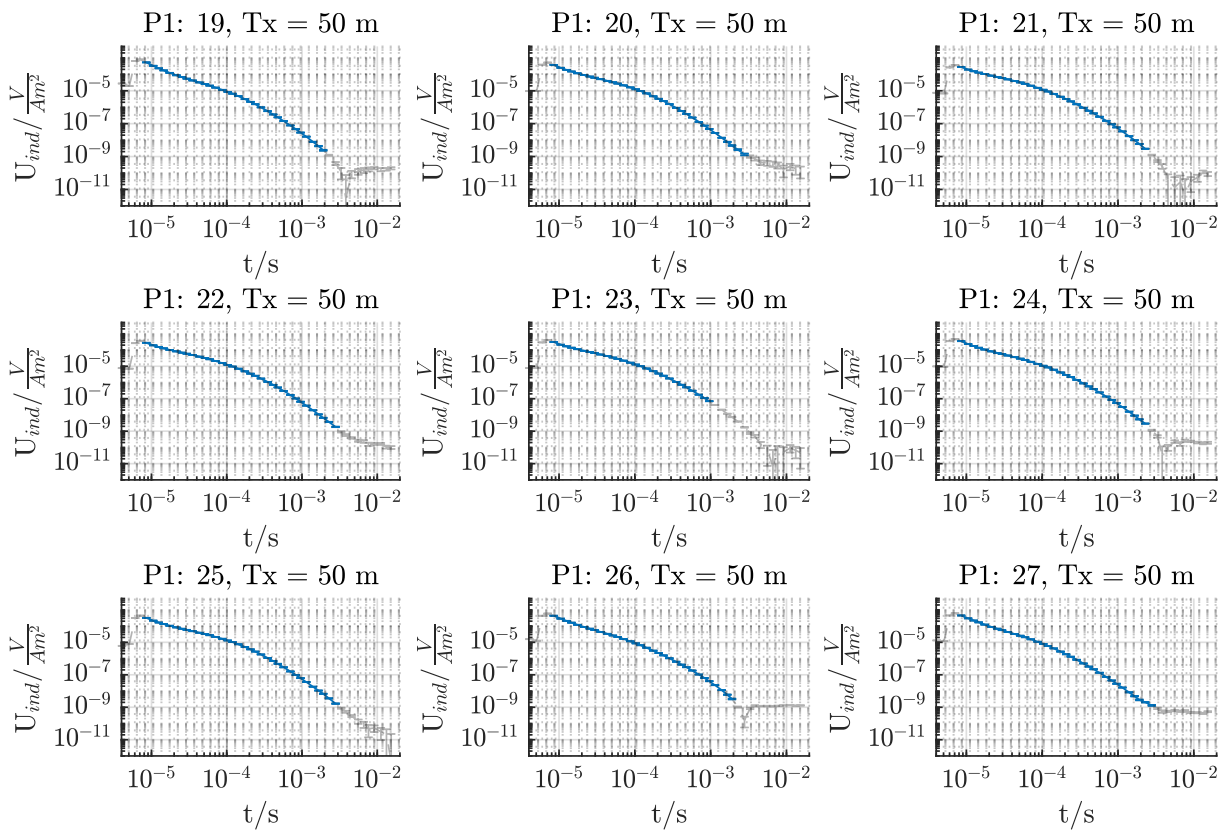 P1: 19, Tx = 50 m
P1: 20, Tx = 50 m
P1: 21, Tx = 50 m
U_ind / V/Am²
10⁻⁵
10⁻⁷
10⁻⁹
10⁻¹¹
10⁻⁵ 10⁻⁴ 10⁻³ 10⁻²
t/s
U_ind / V/Am²
10⁻⁵
10⁻⁷
10⁻⁹
10⁻¹¹
10⁻⁵ 10⁻⁴ 10⁻³ 10⁻²
t/s
U_ind / V/Am²
10⁻⁵
10⁻⁷
10⁻⁹
10⁻¹¹
10⁻⁵ 10⁻⁴ 10⁻³ 10⁻²
t/s
P1: 22, Tx = 50 m
P1: 23, Tx = 50 m
P1: 24, Tx = 50 m
U_ind / V/Am²
10⁻⁵
10⁻⁷
10⁻⁹
10⁻¹¹
10⁻⁵ 10⁻⁴ 10⁻³ 10⁻²
t/s
U_ind / V/Am²
10⁻⁵
10⁻⁷
10⁻⁹
10⁻¹¹
10⁻⁵ 10⁻⁴ 10⁻³ 10⁻²
t/s
U_ind / V/Am²
10⁻⁵
10⁻⁷
10⁻⁹
10⁻¹¹
10⁻⁵ 10⁻⁴ 10⁻³ 10⁻²
t/s
P1: 25, Tx = 50 m
P1: 26, Tx = 50 m
P1: 27, Tx = 50 m
U_ind / V/Am²
10⁻⁵
10⁻⁷
10⁻⁹
10⁻¹¹
10⁻⁵ 10⁻⁴ 10⁻³ 10⁻²
t/s
U_ind / V/Am²
10⁻⁵
10⁻⁷
10⁻⁹
10⁻¹¹
10⁻⁵ 10⁻⁴ 10⁻³ 10⁻²
t/s
U_ind / V/Am²
10⁻⁵
10⁻⁷
10⁻⁹
10⁻¹¹
10⁻⁵ 10⁻⁴ 10⁻³ 10⁻²
t/s